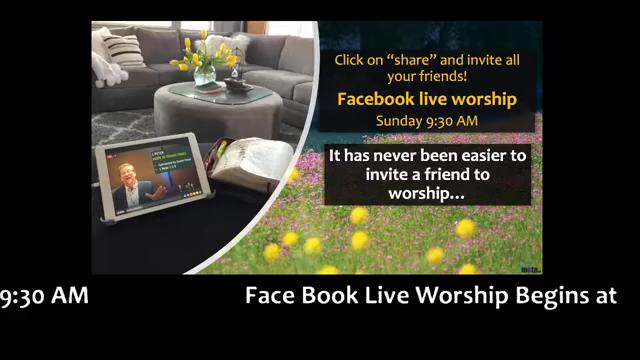 Click on “share” and invite all
your friends!
Facebook live worship
Sunday 9:30 AM
It has never been easier to
invite a friend to
worship...
9:30 AM Face Book Live Worship Begins at